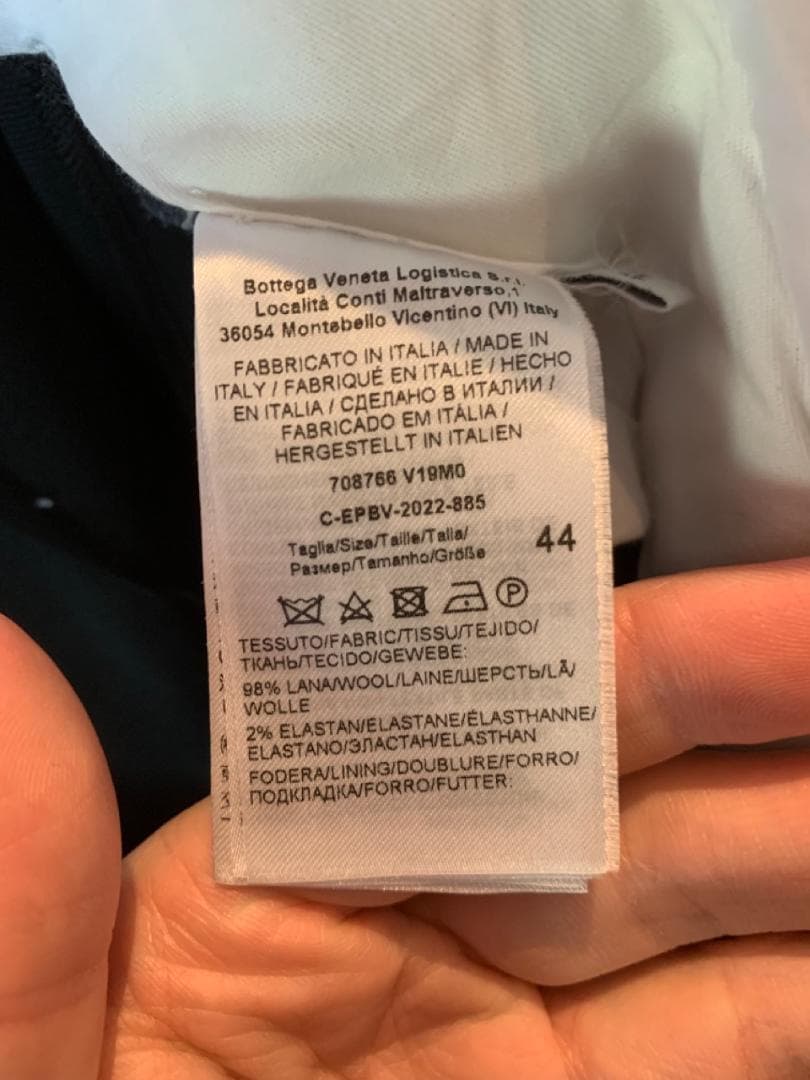 Bottega Veneta Logistica S.r.l.
Località Conti Maltraverso,1
36054 Montebello Vicentino (VI) Italy
FABBRICATO IN ITALIA / MADE IN
ITALY / FABRIQUÉ EN ITALIE / HECHO
EN ITALIA / СДЕЛАНО В ИТАЛИИ /
FABRICADO EM ITÁLIA /
HERGESTELLT IN ITALIEN
708766 V19M0
C-EPBV-2022-885
Taglia/Size/Taille/Talla/
Размер/Tamanho/Größe 44
P
TESSUTO/FABRIC/TISSU/TEJIDO/
ТКАНЬ/TECIDO/GEWEBE:
98% LANA/WOOL/LAINE/ШЕРСТЬ/LÃ/
WOLLE
2% ELASTAN/ELASTANE/ÉLASTHANNE/
ELASTANO/ЭЛАСТАН/ELASTHAN
FODERA/LINING/DOUBLURE/FORRO/
ПОДКЛАДКА/FORRO/FUTTER: